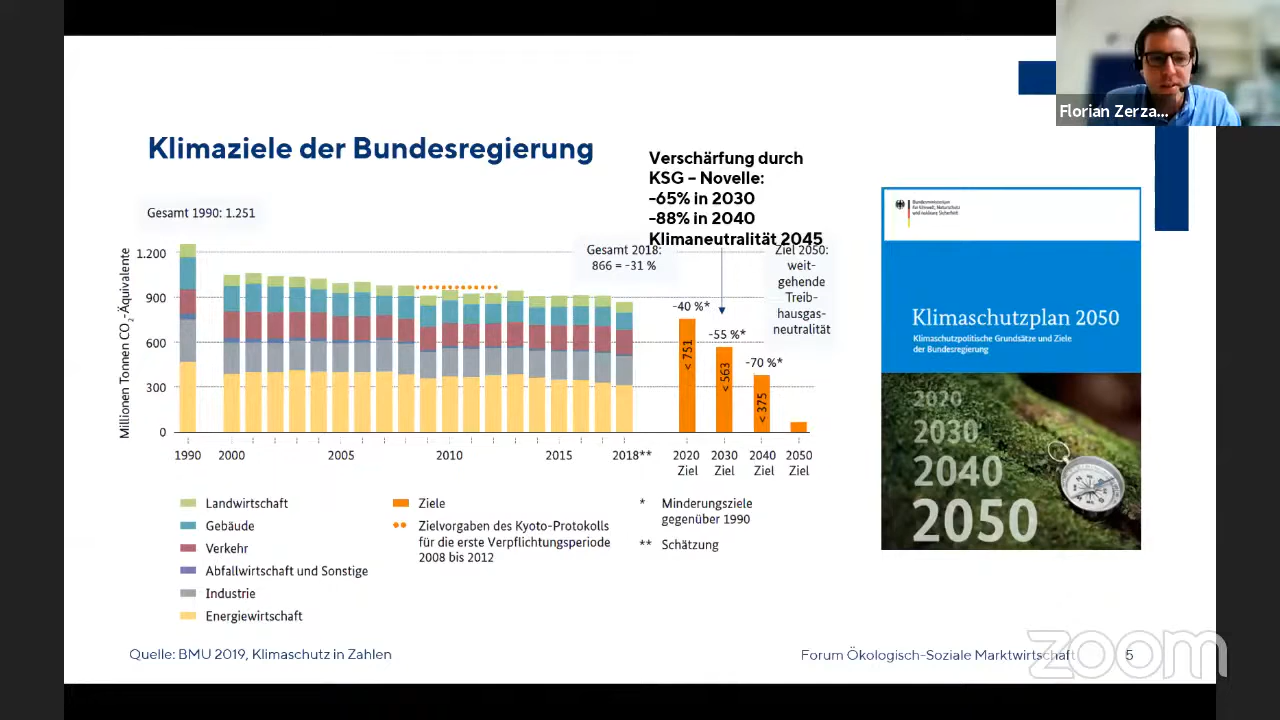 Florian Zerza...
Klimaziele der Bundesregierung
Verschärfung durch
KSG – Novelle:
-65% in 2030
-88% in 2040
Klimaneutralität 2045
Gesamt 1990: 1.251
Gesamt 2018:
866 = -31 %
Ziel 2050:
weit-
gehende
Treib-
hausgas-
neutralität
Millionen Tonnen CO₂-Äquivalente
1.200
900
600
300
0
-40 %*
-55 %*
-70 %*
< 751
< 563
< 375
1990 2000 2005 2010 2015 2018** 2020 2030 2040 2050
Ziel Ziel Ziel Ziel
Landwirtschaft
Gebäude
Verkehr
Abfallwirtschaft und Sonstige
Industrie
Energiewirtschaft
Ziele
Zielvorgaben des Kyoto-Protokolls
für die erste Verpflichtungsperiode
2008 bis 2012
* Minderungsziele
gegenüber 1990
** Schätzung
Bundesministerium
für Umwelt, Naturschutz
und nukleare Sicherheit
Klimaschutzplan 2050
Klimaschutzpolitische Grundsätze und Ziele
der Bundesregierung
2020
2030
2040
2050
Quelle: BMU 2019, Klimaschutz in Zahlen
Forum Ökologisch-Soziale Marktwirtschaft
5
zoom